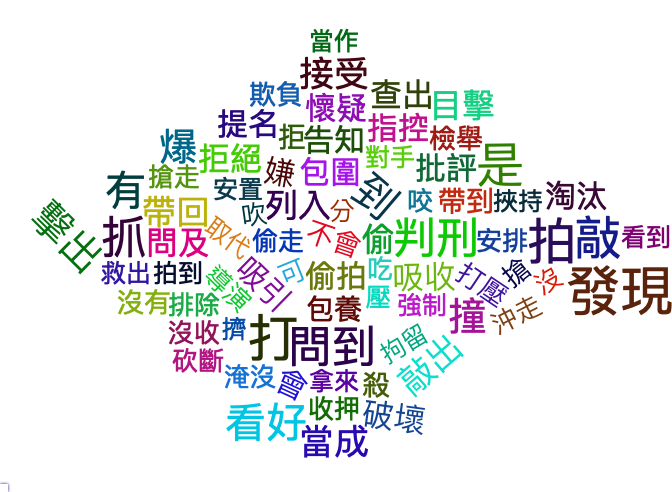 當作
接受
欺負
懷疑
查出
目擊
提名
拒
告知
指控
檢舉
爆
拒絕
嫌
包圍
對手
批評
是
搶走
有
安置
列入
到
咬
帶到
挾持
淘汰
擊出
帶回
吹
分
抓
問及
取代
偷走
不會
偷
判刑
安排
拍
敲
看到
救出
拍到
導演
吸引
可
偷拍
吃
吸收
打壓
搶
沒
發現
沒有
排除
包養
壓
強制
撞
沖走
沒收
擠
打
問到
拘留
砍斷
淹沒
會
拿來
殺
敲出
看好
收押
破壞
當成